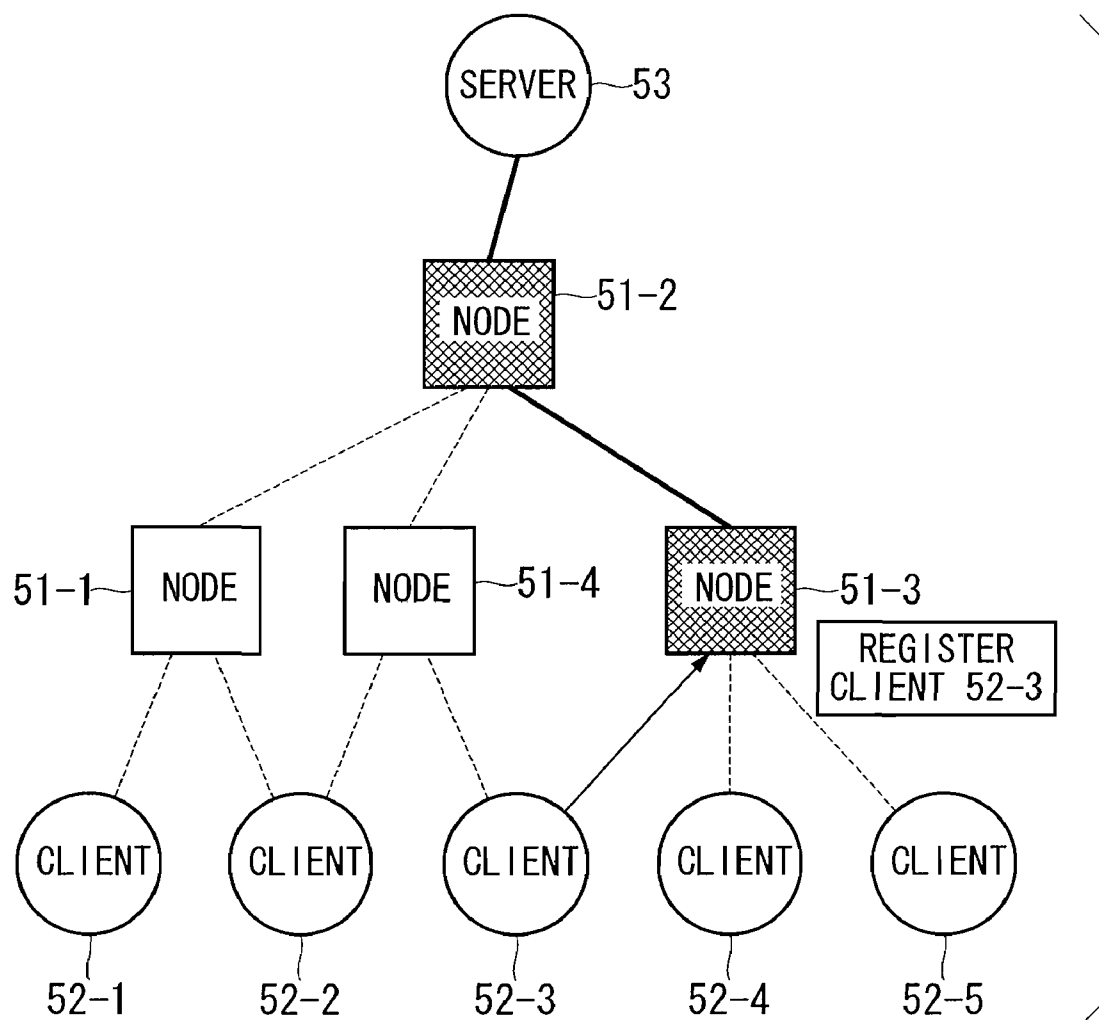 SERVER 53
NODE 51-2
51-1 NODE NODE 51-4 NODE 51-3
REGISTER
CLIENT 52-3
CLIENT CLIENT CLIENT CLIENT CLIENT
52-1 52-2 52-3 52-4 52-5